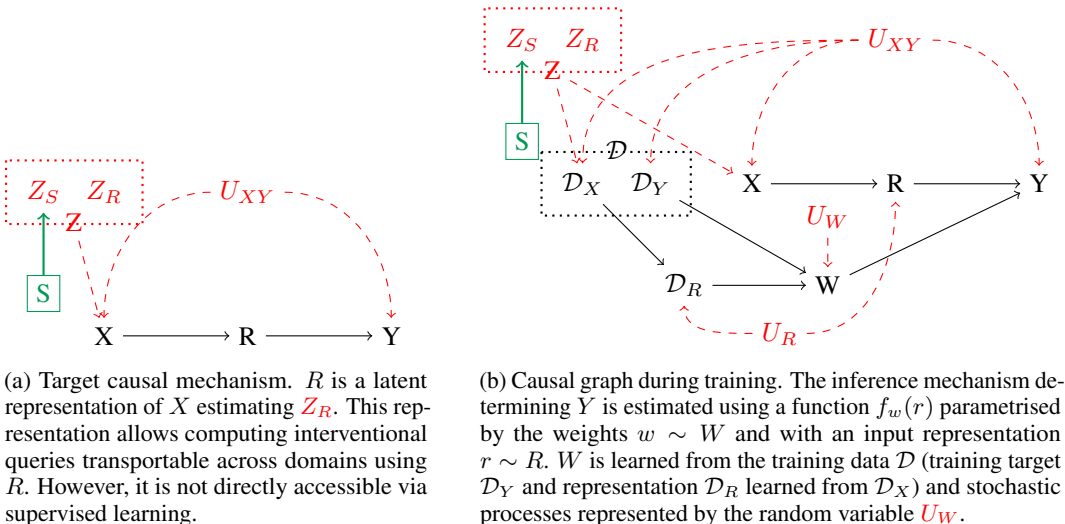 Z_S Z_R
Z
U_{XY}
S
X R Y
Z_S Z_R
Z
U_{XY}
S
𝒟
𝒟_X 𝒟_Y X R Y
U_W
𝒟_R W
U_R
(a) Target causal mechanism. R is a latent
representation of X estimating Z_R. This rep-
resentation allows computing interventional
queries transportable across domains using
R. However, it is not directly accessible via
supervised learning.
(b) Causal graph during training. The inference mechanism de-
termining Y is estimated using a function f_w(r) parametrised
by the weights w ∼ W and with an input representation
r ∼ R. W is learned from the training data 𝒟 (training target
𝒟_Y and representation 𝒟_R learned from 𝒟_X) and stochastic
processes represented by the random variable U_W.